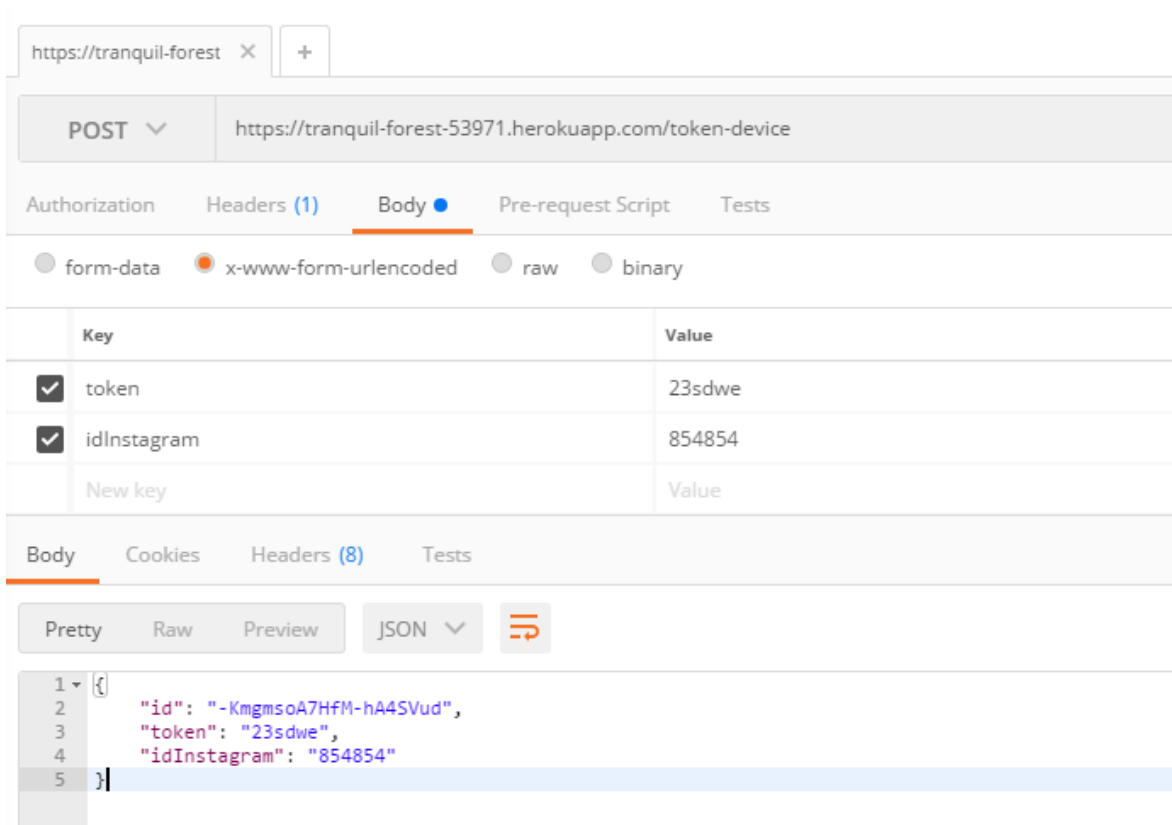 https://tranquil-forest × +
POST https://tranquil-forest-53971.herokuapp.com/token-device
Authorization Headers (1) Body Pre-request Script Tests
form-data x-www-form-urlencoded raw binary
Key Value
token 23sdwe
idInstagram 854854
New key Value
Body Cookies Headers (8) Tests
Pretty Raw Preview JSON
1 {
2 "id": "-KmgmsoA7HfM-hA4SVud",
3 "token": "23sdwe",
4 "idInstagram": "854854"
5 }